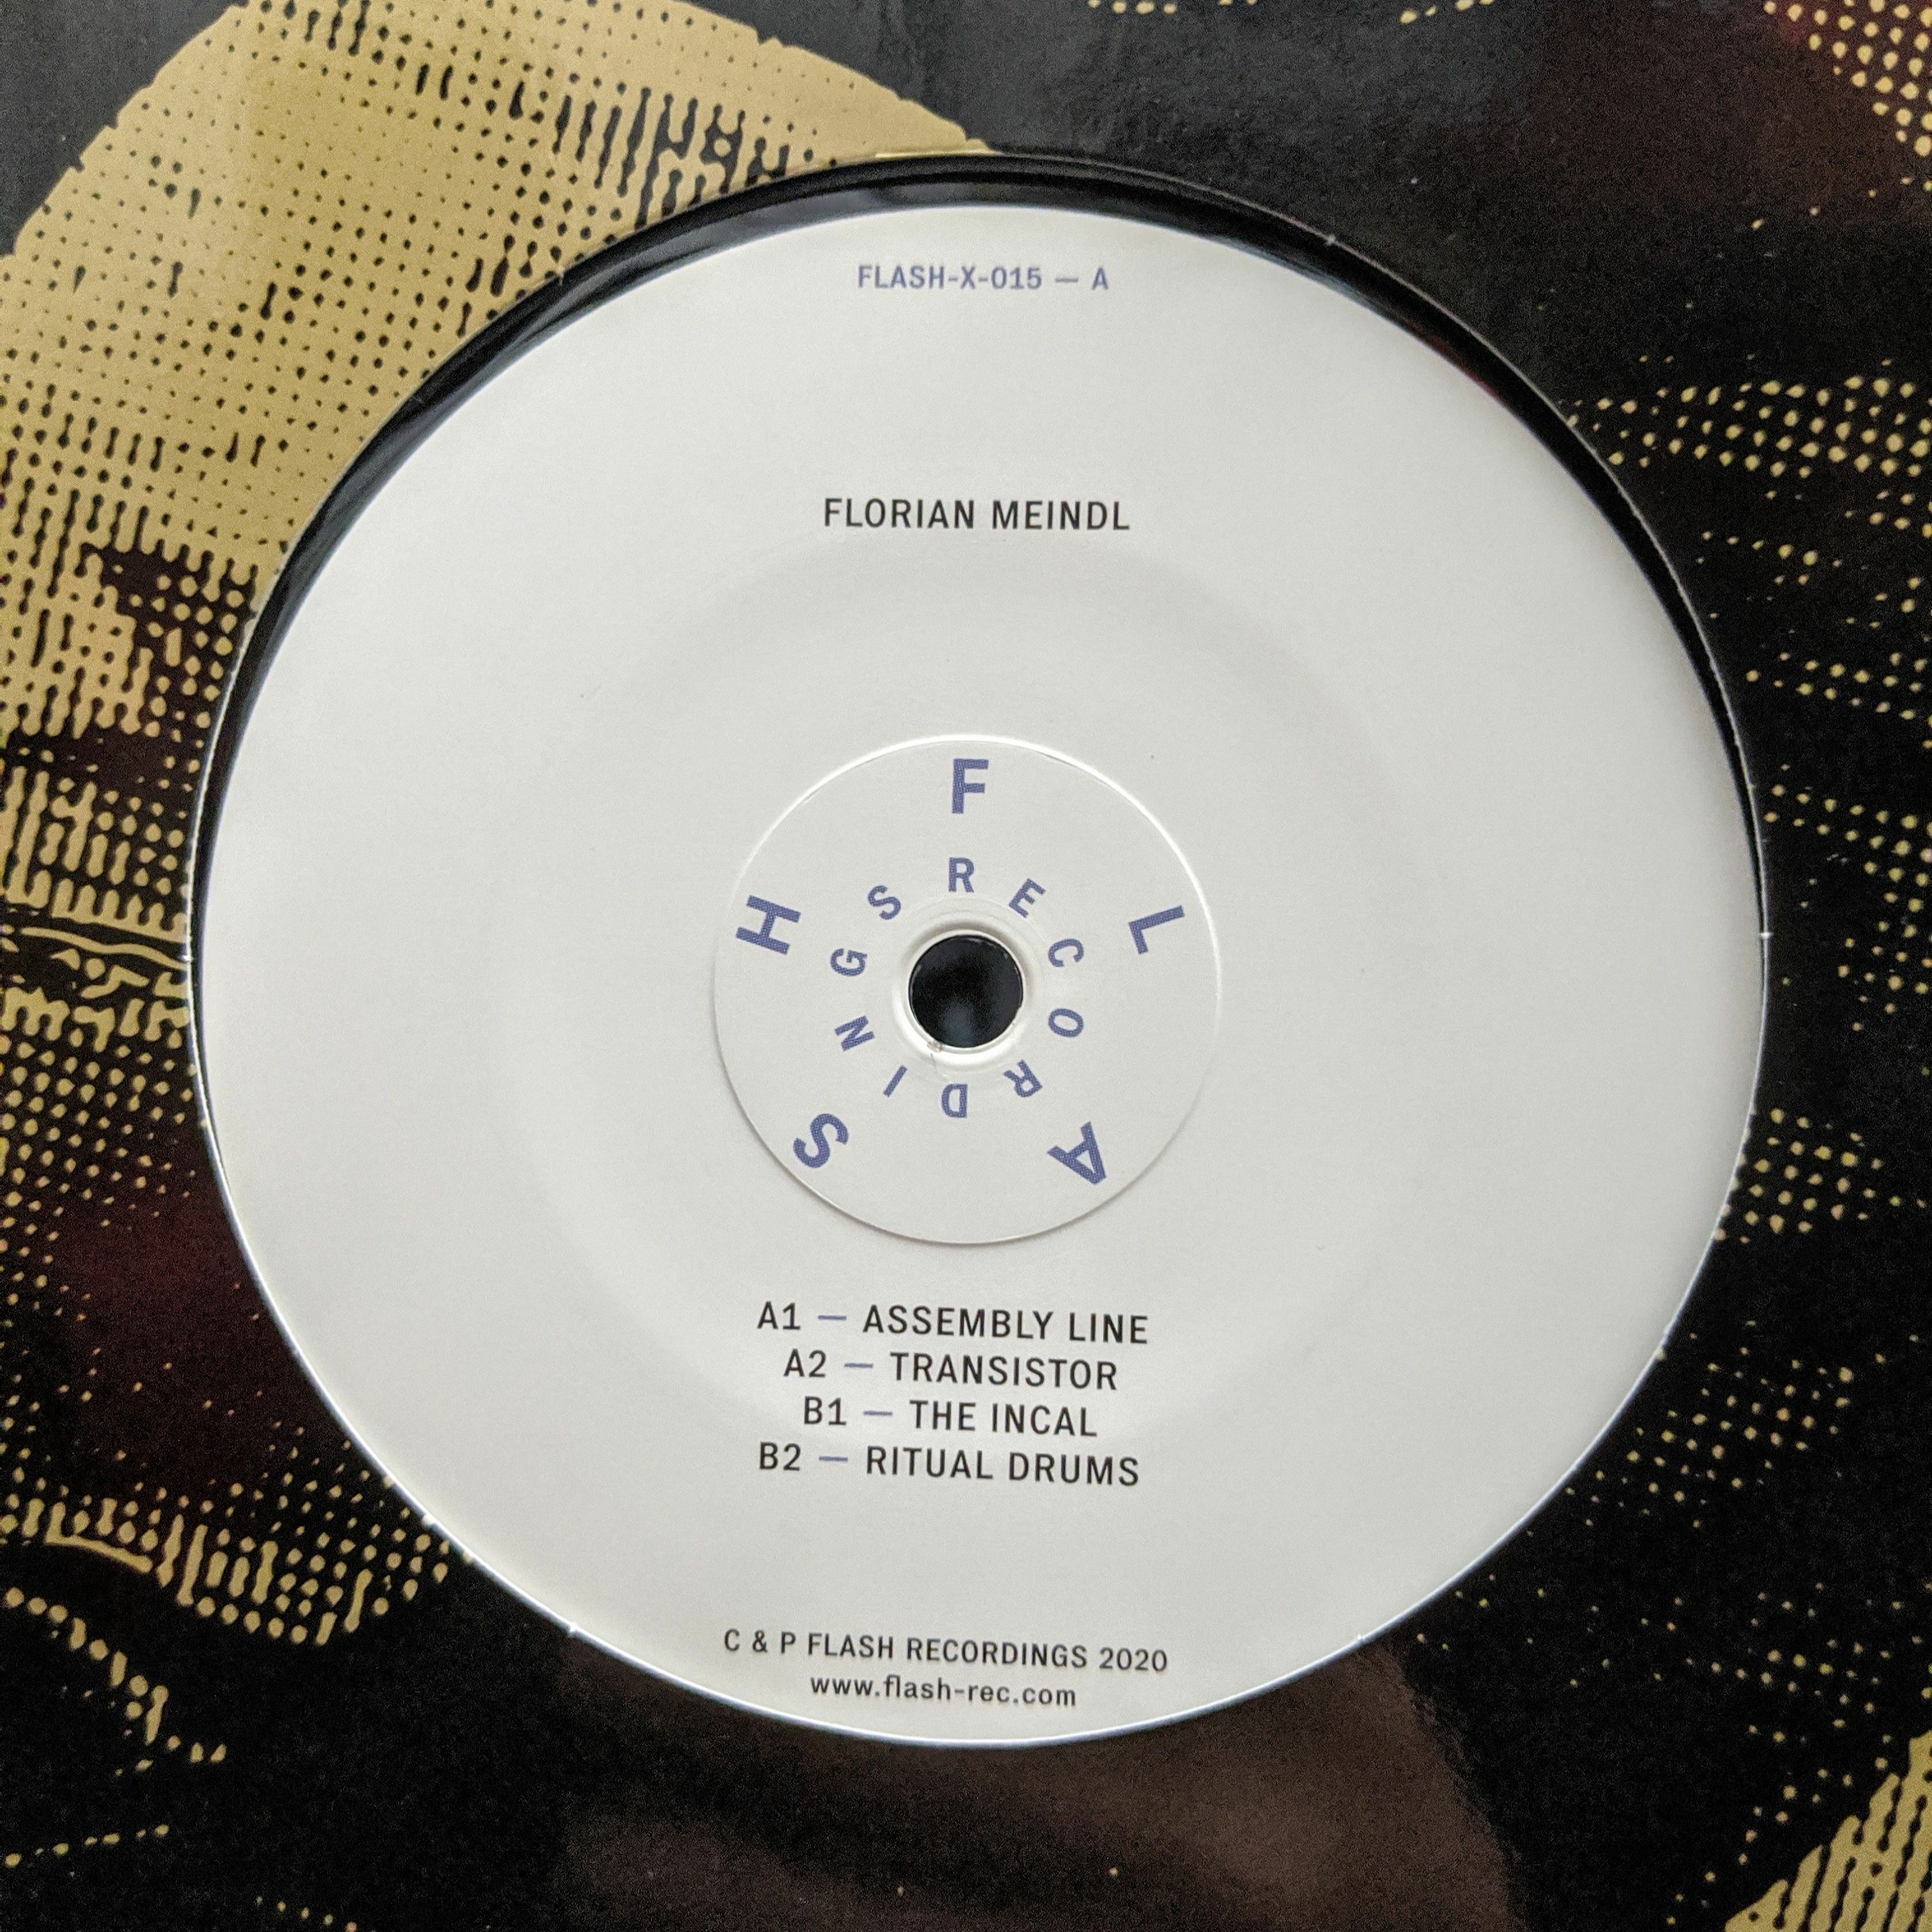 FLASH-X-015 — A
FLORIAN MEINDL
FLASH
RECORDINGS
A1 — ASSEMBLY LINE
A2 — TRANSISTOR
B1 — THE INCAL
B2 — RITUAL DRUMS
C & P FLASH RECORDINGS 2020
www.flash-rec.com